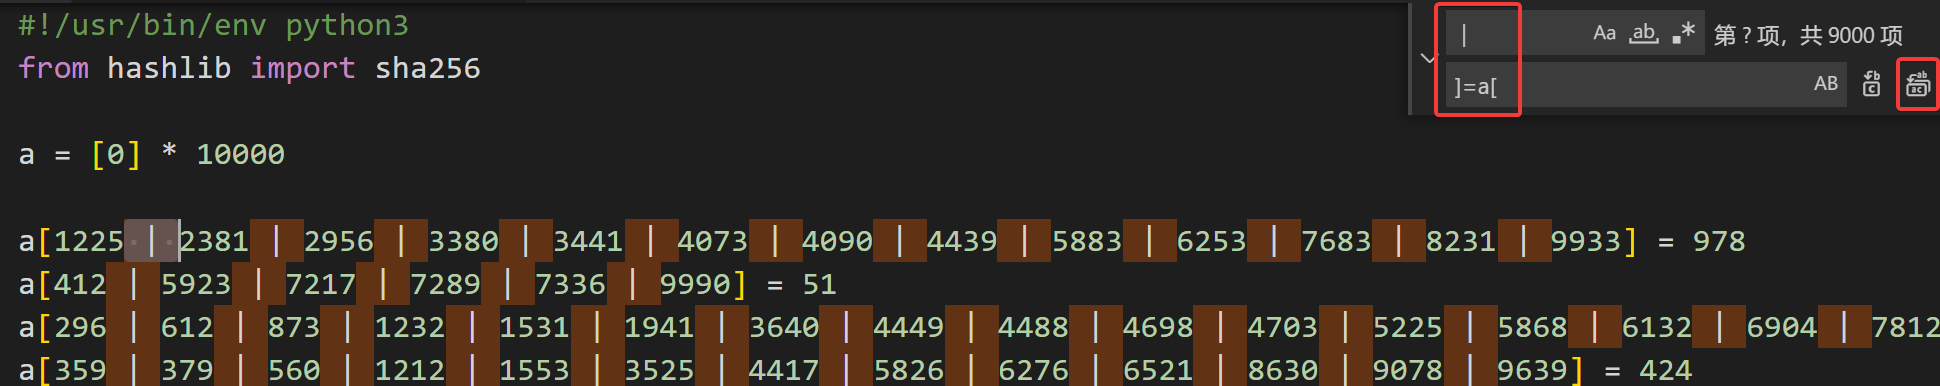 #!/usr/bin/env python3
from hashlib import sha256
a = [0] * 10000
a[1225 | 2381 | 2956 | 3380 | 3441 | 4073 | 4090 | 4439 | 5883 | 6253 | 7683 | 8231 | 9933] = 978
a[412 | 5923 | 7217 | 7289 | 7336 | 9990] = 51
a[296 | 612 | 873 | 1232 | 1531 | 1941 | 3640 | 4449 | 4488 | 4698 | 4703 | 5225 | 5868 | 6132 | 6904 | 7812
a[359 | 379 | 560 | 1212 | 1553 | 3525 | 4417 | 5826 | 6276 | 6521 | 8630 | 9078 | 9639] = 424
| Aa ab .* 第 ? 项, 共 9000 项
]=a[ AB